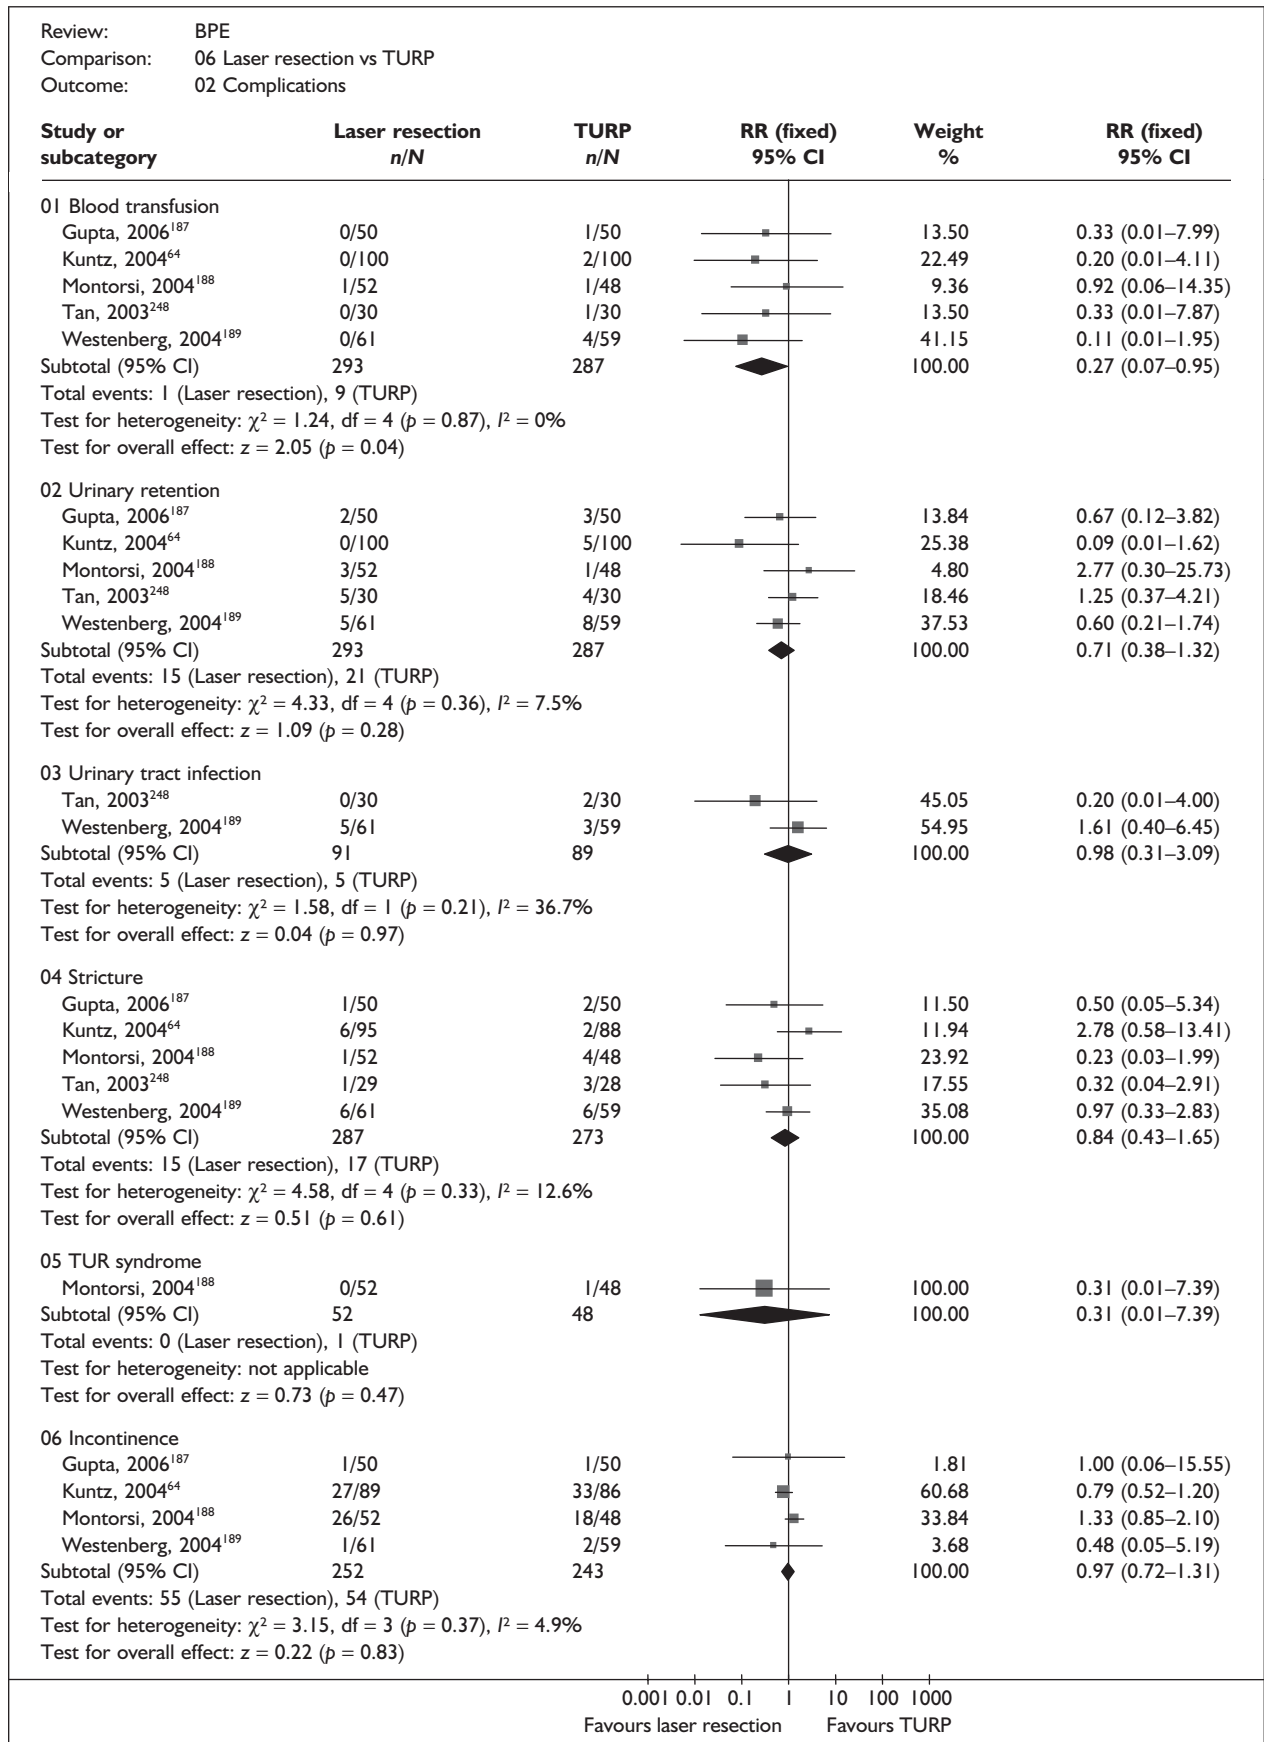 Review: BPE
Comparison: 06 Laser resection vs TURP
Outcome: 02 Complications
Study or Laser resection TURP RR (fixed) Weight RR (fixed)
subcategory n/N n/N 95% CI % 95% CI
01 Blood transfusion
Gupta, 2006¹⁸⁷ 0/50 1/50 13.50 0.33 (0.01–7.99)
Kuntz, 2004⁶⁴ 0/100 2/100 22.49 0.20 (0.01–4.11)
Montorsi, 2004¹⁸⁸ 1/52 1/48 9.36 0.92 (0.06–14.35)
Tan, 2003²⁴⁸ 0/30 1/30 13.50 0.33 (0.01–7.87)
Westenberg, 2004¹⁸⁹ 0/61 4/59 41.15 0.11 (0.01–1.95)
Subtotal (95% CI) 293 287 100.00 0.27 (0.07–0.95)
Total events: 1 (Laser resection), 9 (TURP)
Test for heterogeneity: χ² = 1.24, df = 4 (p = 0.87), I² = 0%
Test for overall effect: z = 2.05 (p = 0.04)
02 Urinary retention
Gupta, 2006¹⁸⁷ 2/50 3/50 13.84 0.67 (0.12–3.82)
Kuntz, 2004⁶⁴ 0/100 5/100 25.38 0.09 (0.01–1.62)
Montorsi, 2004¹⁸⁸ 3/52 1/48 4.80 2.77 (0.30–25.73)
Tan, 2003²⁴⁸ 5/30 4/30 18.46 1.25 (0.37–4.21)
Westenberg, 2004¹⁸⁹ 5/61 8/59 37.53 0.60 (0.21–1.74)
Subtotal (95% CI) 293 287 100.00 0.71 (0.38–1.32)
Total events: 15 (Laser resection), 21 (TURP)
Test for heterogeneity: χ² = 4.33, df = 4 (p = 0.36), I² = 7.5%
Test for overall effect: z = 1.09 (p = 0.28)
03 Urinary tract infection
Tan, 2003²⁴⁸ 0/30 2/30 45.05 0.20 (0.01–4.00)
Westenberg, 2004¹⁸⁹ 5/61 3/59 54.95 1.61 (0.40–6.45)
Subtotal (95% CI) 91 89 100.00 0.98 (0.31–3.09)
Total events: 5 (Laser resection), 5 (TURP)
Test for heterogeneity: χ² = 1.58, df = 1 (p = 0.21), I² = 36.7%
Test for overall effect: z = 0.04 (p = 0.97)
04 Stricture
Gupta, 2006¹⁸⁷ 1/50 2/50 11.50 0.50 (0.05–5.34)
Kuntz, 2004⁶⁴ 6/95 2/88 11.94 2.78 (0.58–13.41)
Montorsi, 2004¹⁸⁸ 1/52 4/48 23.92 0.23 (0.03–1.99)
Tan, 2003²⁴⁸ 1/29 3/28 17.55 0.32 (0.04–2.91)
Westenberg, 2004¹⁸⁹ 6/61 6/59 35.08 0.97 (0.33–2.83)
Subtotal (95% CI) 287 273 100.00 0.84 (0.43–1.65)
Total events: 15 (Laser resection), 17 (TURP)
Test for heterogeneity: χ² = 4.58, df = 4 (p = 0.33), I² = 12.6%
Test for overall effect: z = 0.51 (p = 0.61)
05 TUR syndrome
Montorsi, 2004¹⁸⁸ 0/52 1/48 100.00 0.31 (0.01–7.39)
Subtotal (95% CI) 52 48 100.00 0.31 (0.01–7.39)
Total events: 0 (Laser resection), 1 (TURP)
Test for heterogeneity: not applicable
Test for overall effect: z = 0.73 (p = 0.47)
06 Incontinence
Gupta, 2006¹⁸⁷ 1/50 1/50 1.81 1.00 (0.06–15.55)
Kuntz, 2004⁶⁴ 27/89 33/86 60.68 0.79 (0.52–1.20)
Montorsi, 2004¹⁸⁸ 26/52 18/48 33.84 1.33 (0.85–2.10)
Westenberg, 2004¹⁸⁹ 1/61 2/59 3.68 0.48 (0.05–5.19)
Subtotal (95% CI) 252 243 100.00 0.97 (0.72–1.31)
Total events: 55 (Laser resection), 54 (TURP)
Test for heterogeneity: χ² = 3.15, df = 3 (p = 0.37), I² = 4.9%
Test for overall effect: z = 0.22 (p = 0.83)
0.001 0.01 0.1 1 10 100 1000
Favours laser resection Favours TURP